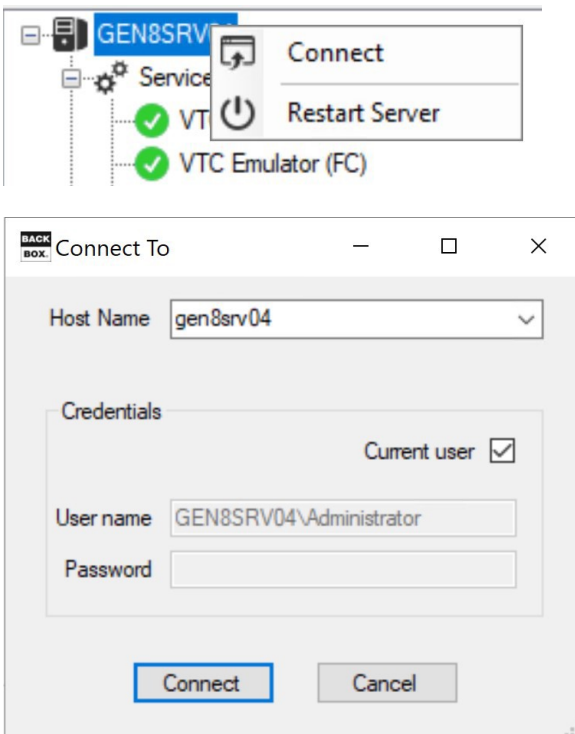 GEN8SRV
Connect
Service
Restart Server
VT
VTC Emulator (FC)
BACK
BOX.
Connect To
Host Name
gen8srv04
Credentials
Current user
User name
GEN8SRV04\Administrator
Password
Connect
Cancel